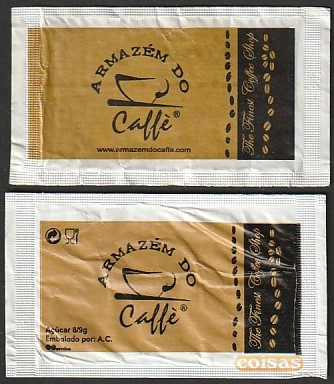 ARMAZÉM DO
Caffè®
www.armazemdocaffe.com
The Finest Coffee Shop
ARMAZÉM DO
Caffè®
Açúcar 8/9g
Embalado por: A.C.
The Finest Coffee Shop
coisas